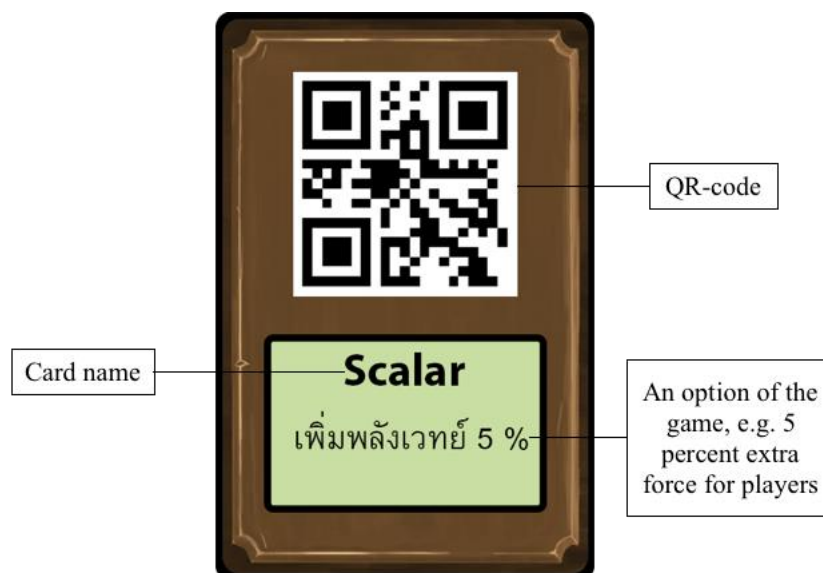 QR-code
Card name
Scalar
เพิ่มพลังเวทย์ 5 %
An option of the
game, e.g. 5
percent extra
force for players